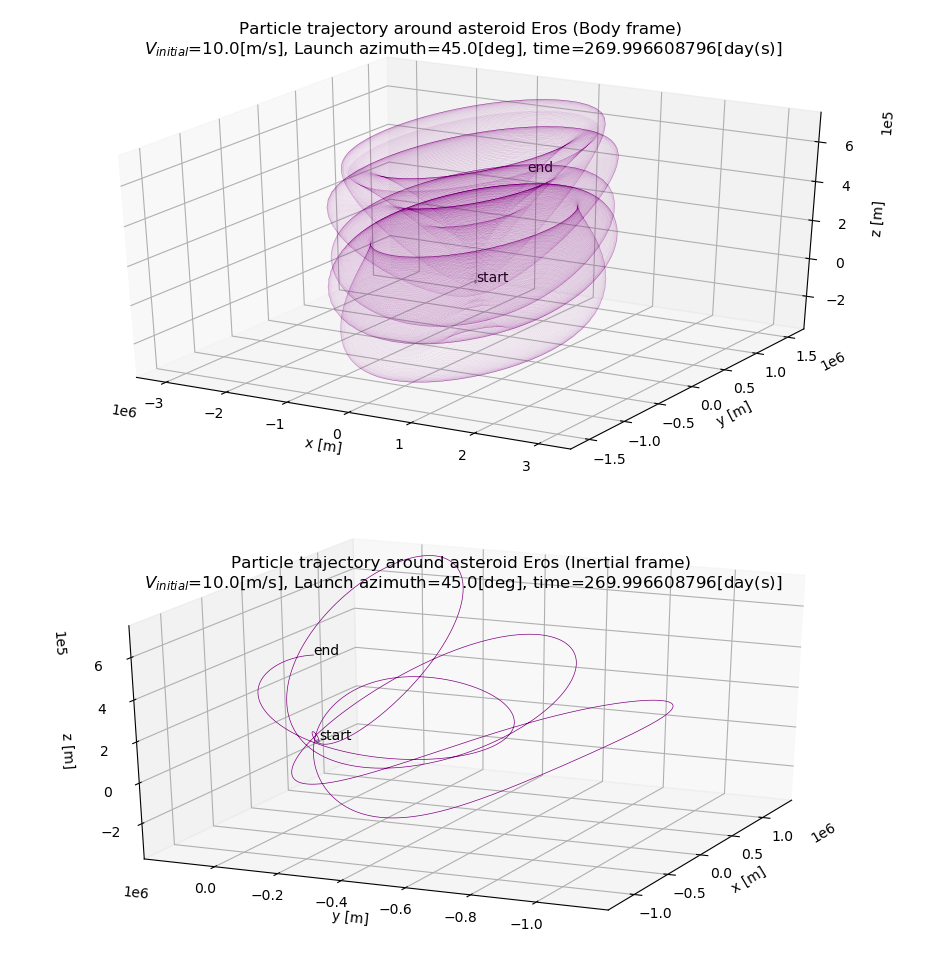 Particle trajectory around asteroid Eros (Body frame)
V_initial=10.0[m/s], Launch azimuth=45.0[deg], time=269.996608796[day(s)]
1e5
6
4
2
0
−2
z [m]
end
start
1e6
−3
−2
−1
0
1
2
3
x [m]
−1.5
−1.0
−0.5
0.0
0.5
1.0
1.5
1e6
y [m]
Particle trajectory around asteroid Eros (Inertial frame)
V_initial=10.0[m/s], Launch azimuth=45.0[deg], time=269.996608796[day(s)]
1e5
6
4
2
0
−2
z [m]
end
start
1e6
0.0
−0.2
−0.4
−0.6
−0.8
−1.0
y [m]
−1.0
−0.5
0.0
0.5
1.0
1e6
x [m]